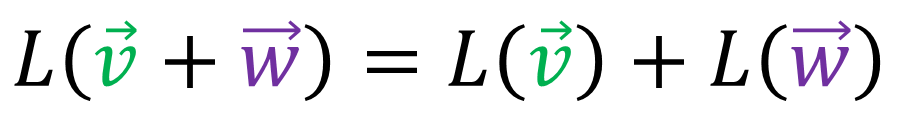 L(v⃗ + w⃗) = L(v⃗) + L(w⃗)